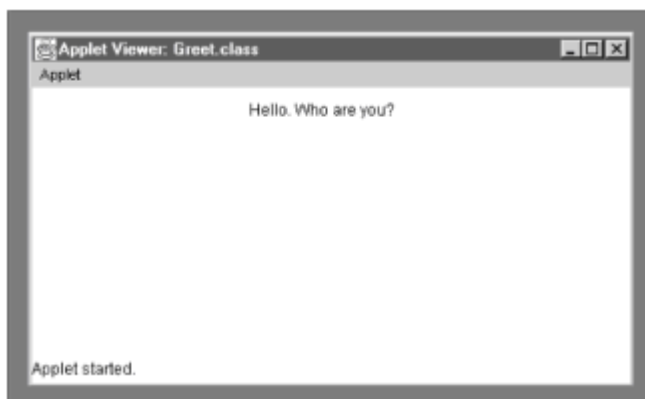 Applet Viewer: Greet.class
Applet
Hello. Who are you?
Applet started.